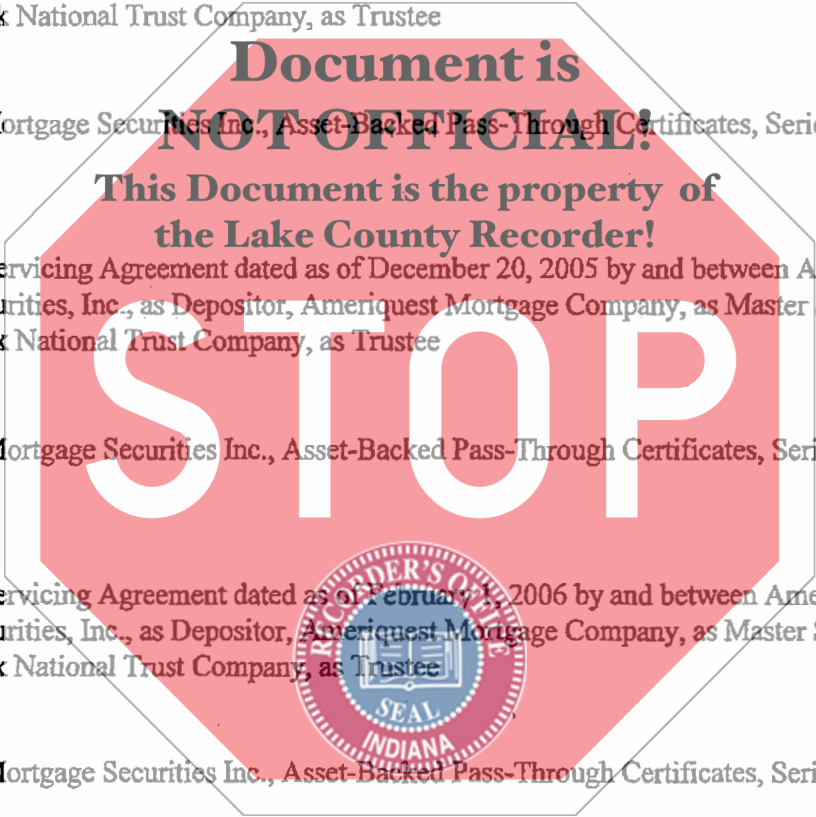 National Trust Company, as Trustee
Document is
NOT OFFICIAL!
ortgage Securities Inc., Asset-Backed Pass-Through Certificates, Seri
This Document is the property of
the Lake County Recorder!
ervicing Agreement dated as of December 20, 2005 by and between A
urities, Inc., as Depositor, Ameriquest Mortgage Company, as Master
National Trust Company, as Trustee
STOP
ortgage Securities Inc., Asset-Backed Pass-Through Certificates, Seri
ervicing Agreement dated as of February 1, 2006 by and between Ame
urities, Inc., as Depositor, Ameriquest Mortgage Company, as Master
National Trust Company, as Trustee
RECORDER'S OFFICE
SEAL
INDIANA
ortgage Securities Inc., Asset-Backed Pass-Through Certificates, Seri